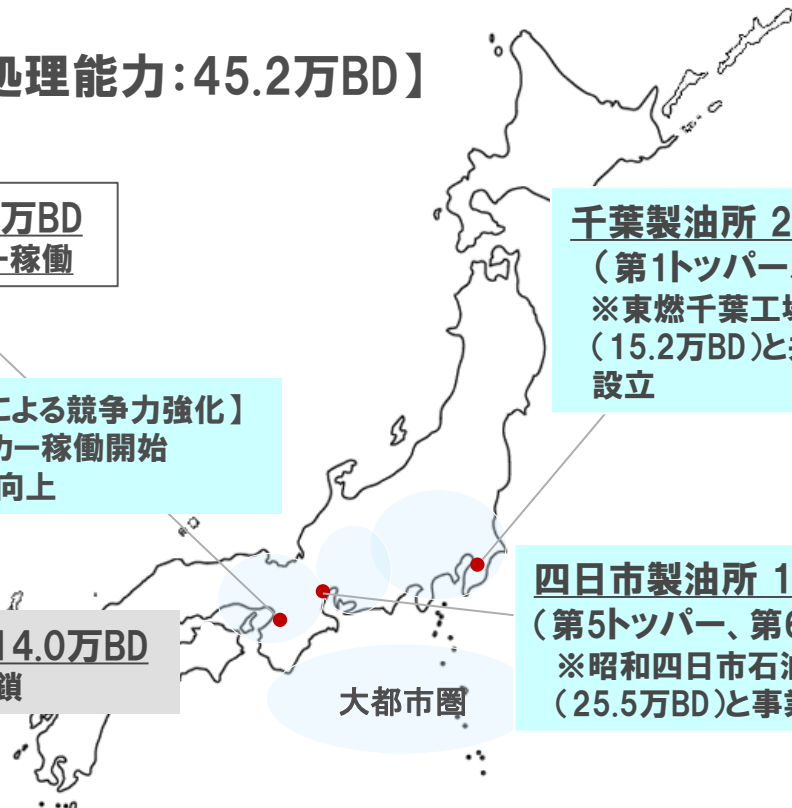 処理能力：45.2万BD】
万BD
ー稼働
千葉製油所 2
（第1トッパー、
※東燃千葉工場
（15.2万BD）と
設立
による競争力強化】
カー稼働開始
向上
四日市製油所 1
（第5トッパー、第6
※昭和四日市石油
（25.5万BD）と事業
14.0万BD
鎖
大都市圏